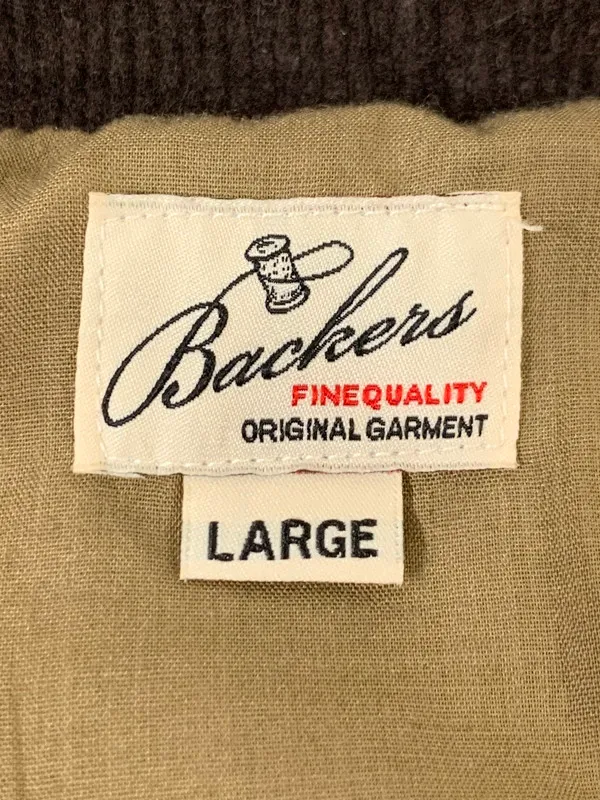 Backers
FINEQUALITY
ORIGINAL GARMENT
LARGE